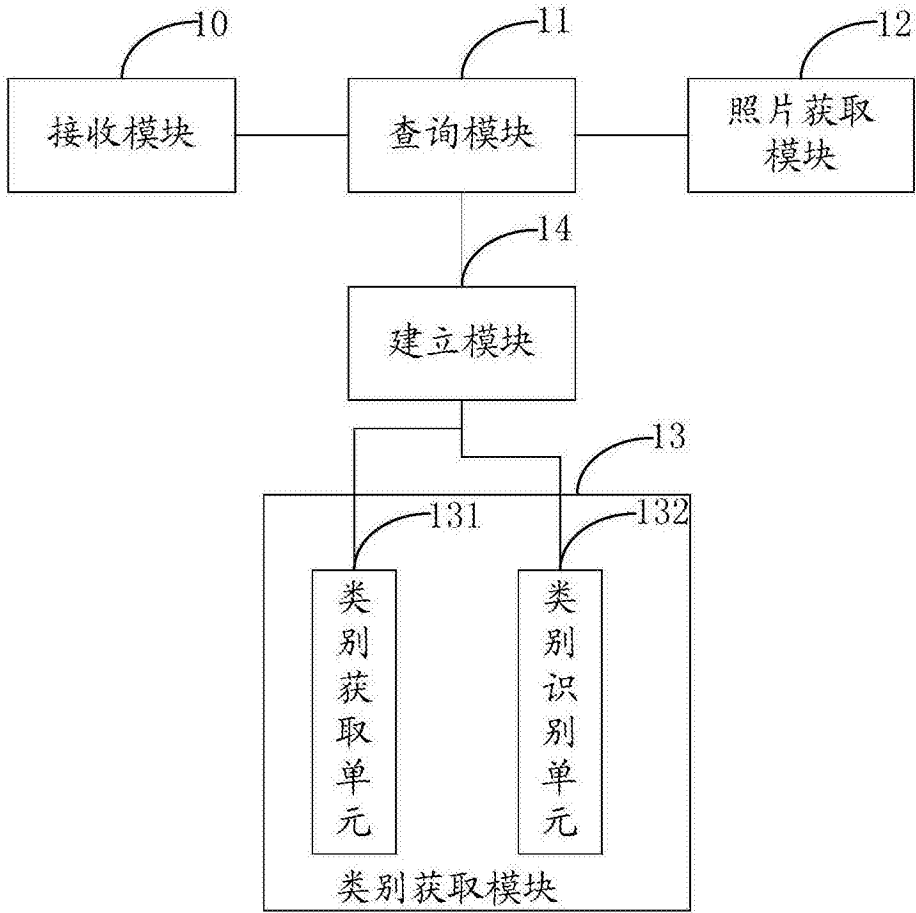 10
11
12
接收模块
查询模块
照片获取
模块
14
建立模块
13
131
132
类别获取单元
类别识别单元
类别获取模块